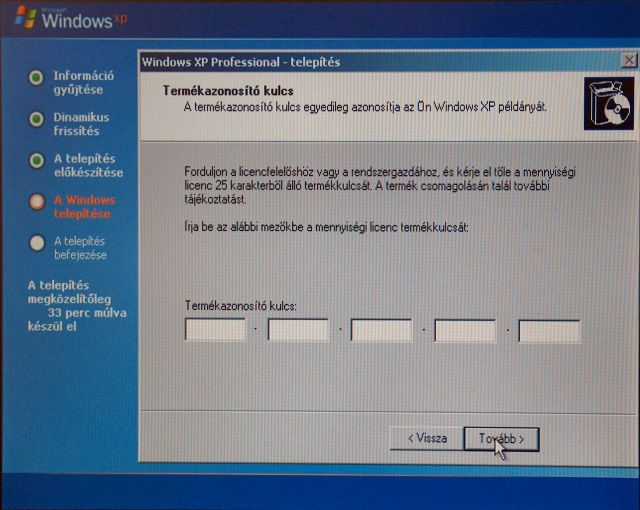 Microsoft
Windows xp
Windows XP Professional - telepítés
Információ
gyűjtése
Dinamikus
frissítés
A telepítés
előkészítése
A Windows
telepítése
A telepítés
befejezése
A telepítés
megközelítőleg
33 perc múlva
készül el
Termékazonosító kulcs
A termékazonosító kulcs egyedileg azonosítja az Ön Windows XP példányát.
Forduljon a licencfelelőshöz vagy a rendszergazdához, és kérje el tőle a mennyiségi
licenc 25 karakterből álló termékkulcsát. A termék csomagolásán talál további
tájékoztatást.
Írja be az alábbi mezőkbe a mennyiségi licenc termékkulcsát:
Termékazonosító kulcs:
- - - -
< Vissza
Tovább >